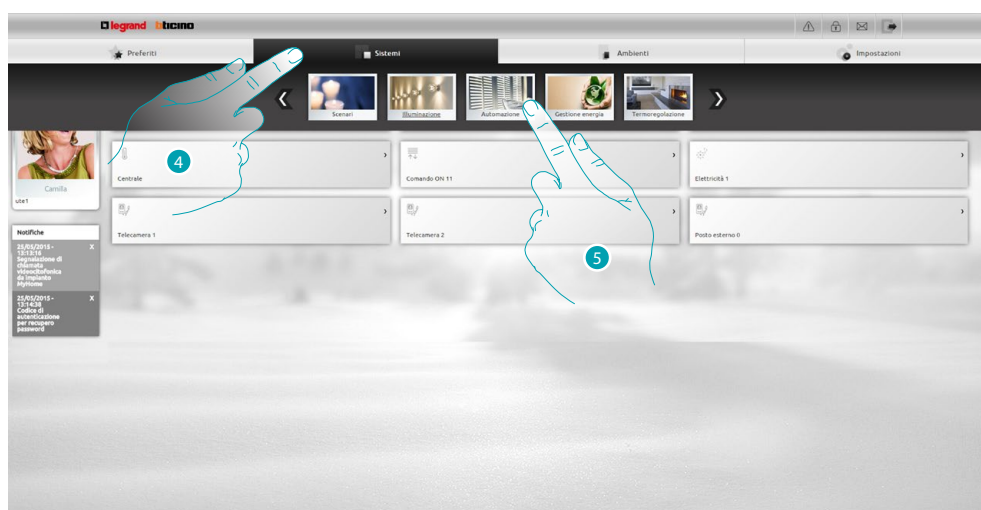 legrand bticino
Preferiti
Sistemi
Ambienti
Impostazioni
Scenari
Illuminazione
Automazione
Gestione energia
Termoregolazione
4
5
Camilla
ute1
Centrale
Comando ON 11
Elettricità 1
Telecamera 1
Telecamera 2
Posto esterno 0
Notifiche
25/05/2015 - X
13:13:16
Segnalazione di
chiamata
videocitofonica
da impianto
MyHome
25/05/2015 - X
13:14:38
Codice di
autenticazione
per recupero
password